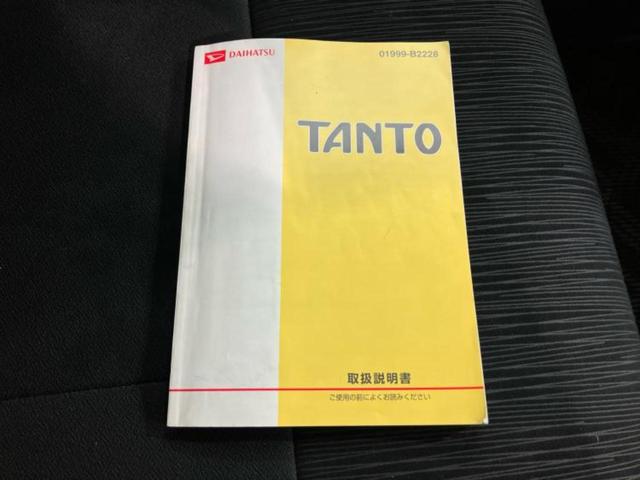 DAIHATSU 01999-B2228
TANTO
取扱説明書
ご使用の前によくお読みください